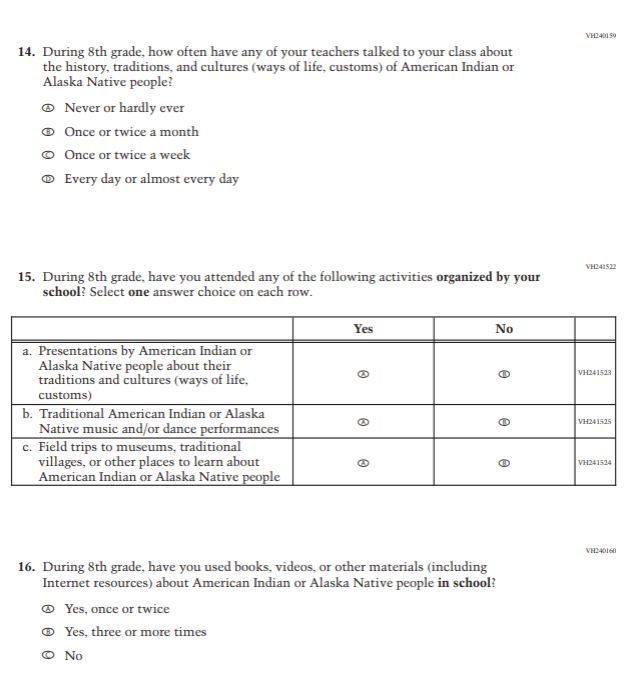 VH240159
14. During 8th grade, how often have any of your teachers talked to your class about
the history, traditions, and cultures (ways of life, customs) of American Indian or
Alaska Native people?
A Never or hardly ever
B Once or twice a month
C Once or twice a week
D Every day or almost every day
VH241522
15. During 8th grade, have you attended any of the following activities organized by your
school? Select one answer choice on each row.
Yes No
a. Presentations by American Indian or
Alaska Native people about their
traditions and cultures (ways of life,
customs)
A B VH241523
b. Traditional American Indian or Alaska
Native music and/or dance performances
A B VH241525
c. Field trips to museums, traditional
villages, or other places to learn about
American Indian or Alaska Native people
A B VH241524
VH240160
16. During 8th grade, have you used books, videos, or other materials (including
Internet resources) about American Indian or Alaska Native people in school?
A Yes, once or twice
B Yes, three or more times
C No